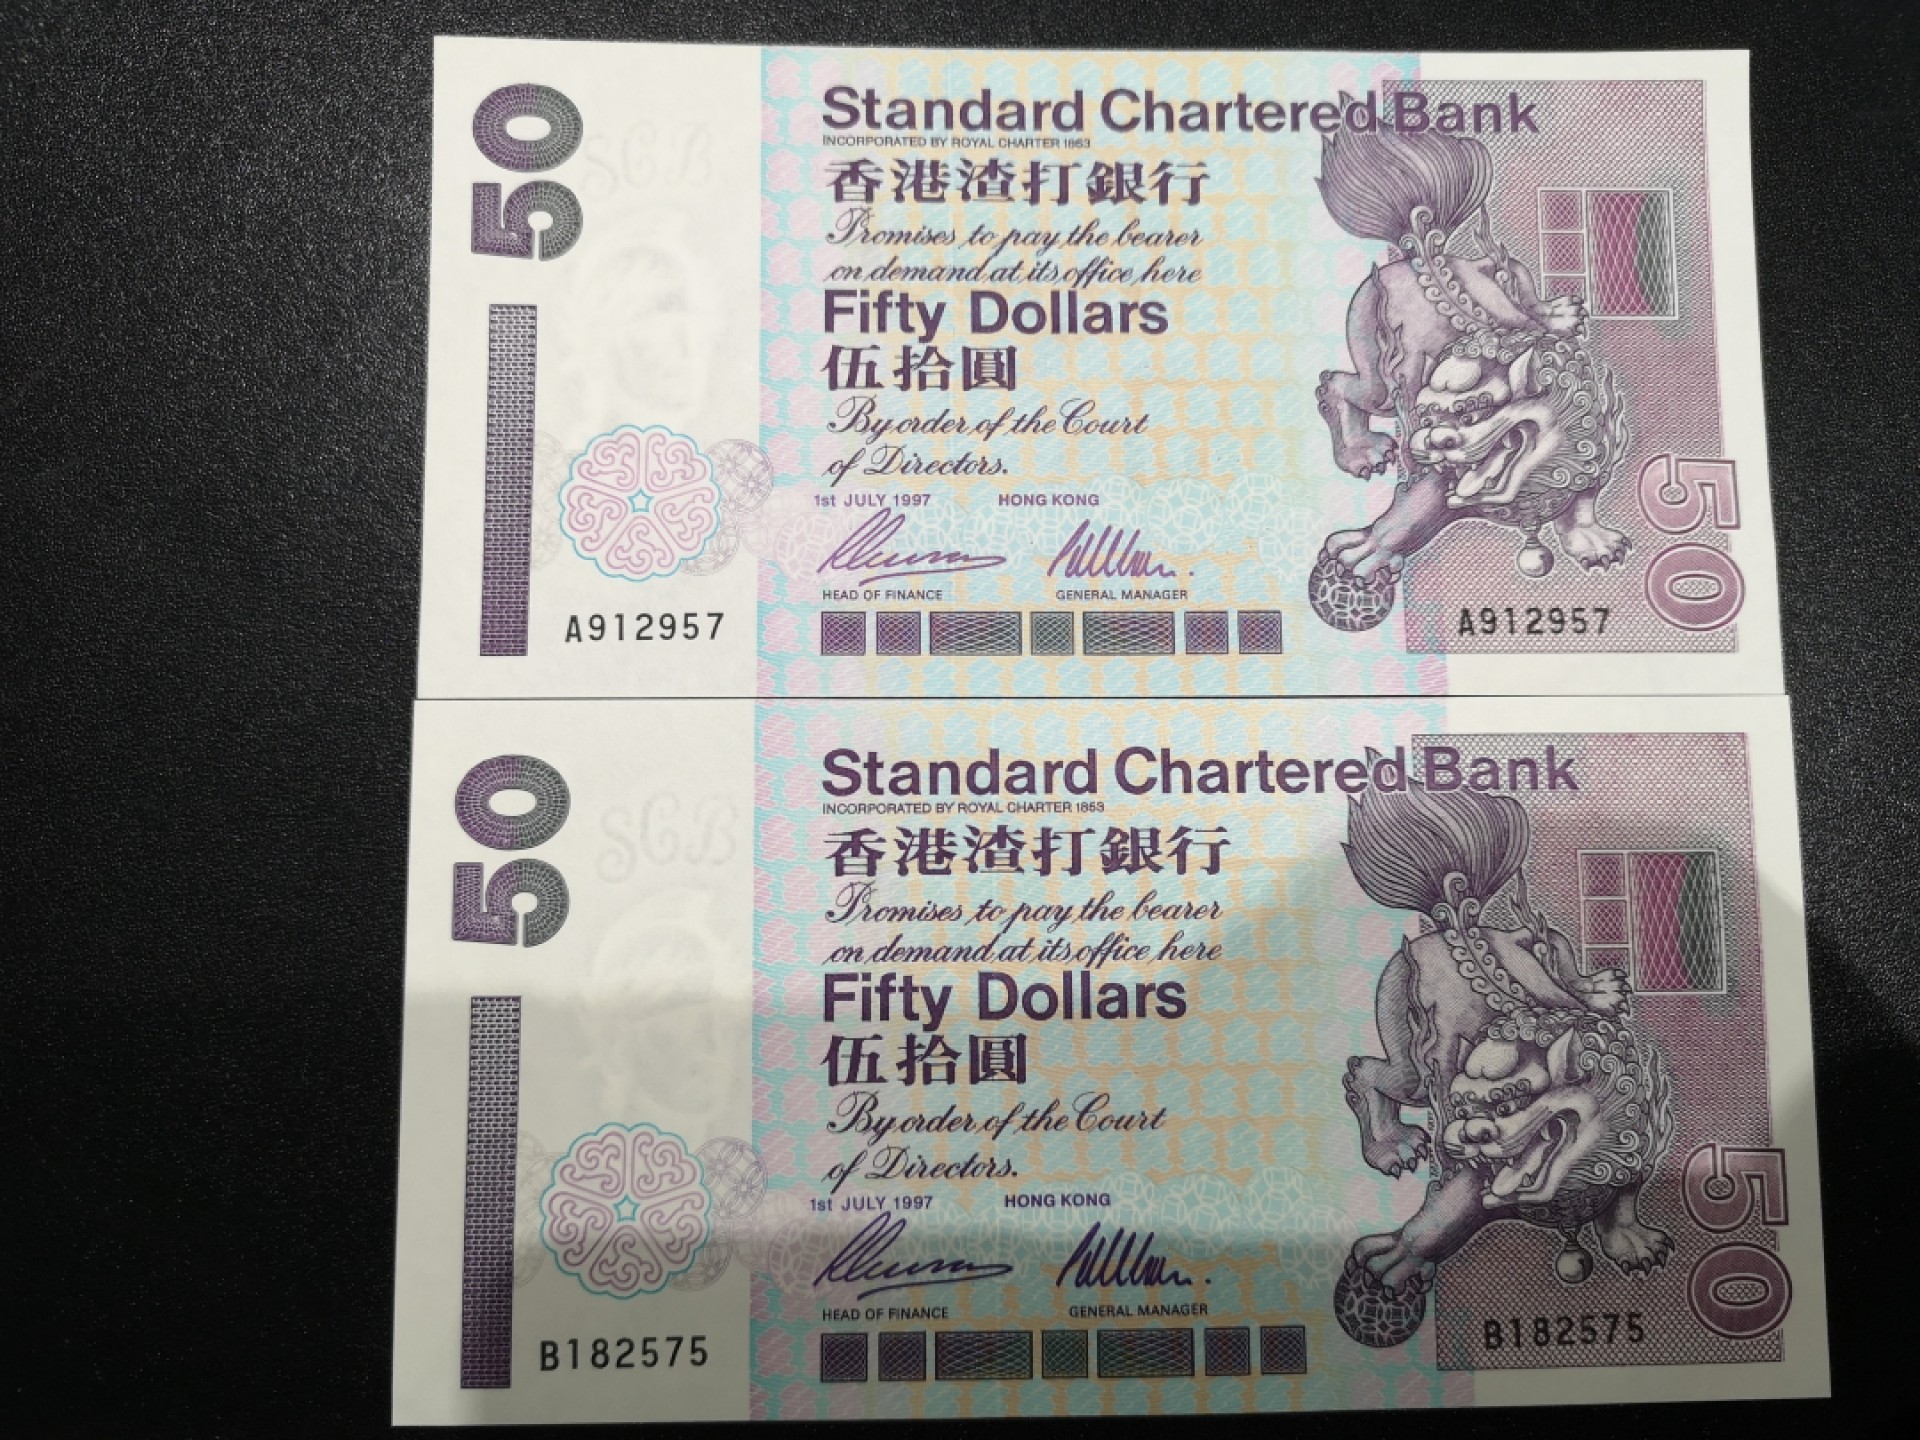 50
SCB
Standard Chartered Bank
INCORPORATED BY ROYAL CHARTER 1853
香港渣打銀行
Promises to pay the bearer
on demand at its office here
Fifty Dollars
伍拾圓
By order of the Court
of Directors.
1st JULY 1997 HONG KONG
HEAD OF FINANCE GENERAL MANAGER
A912957
A912957
50
50
SCB
Standard Chartered Bank
INCORPORATED BY ROYAL CHARTER 1853
香港渣打銀行
Promises to pay the bearer
on demand at its office here
Fifty Dollars
伍拾圓
By order of the Court
of Directors.
1st JULY 1997 HONG KONG
HEAD OF FINANCE GENERAL MANAGER
B182575
B182575
50